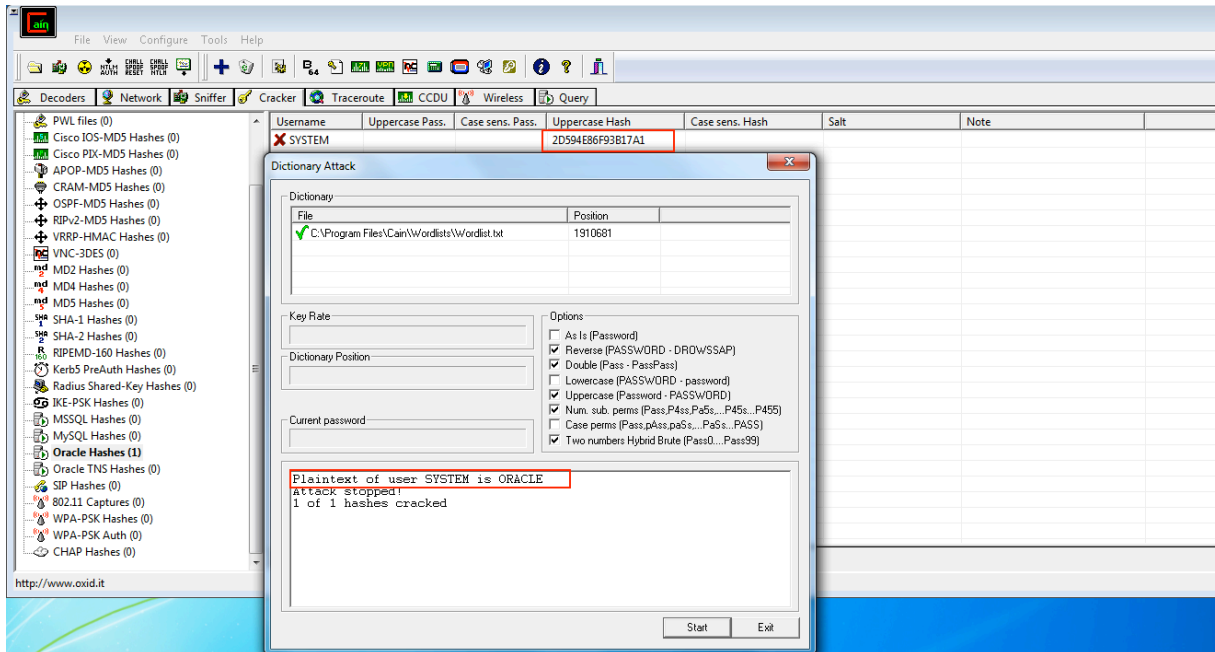 Cain
File View Configure Tools Help
NTLM AUTH CHALL SPOOF RESET CHALL SPOOF NTLM B64
Decoders Network Sniffer Cracker Traceroute CCDU Wireless Query
PWL files (0)
Cisco IOS-MD5 Hashes (0)
Cisco PIX-MD5 Hashes (0)
APOP-MD5 Hashes (0)
CRAM-MD5 Hashes (0)
OSPF-MD5 Hashes (0)
RIPv2-MD5 Hashes (0)
VRRP-HMAC Hashes (0)
VNC-3DES (0)
MD2 Hashes (0)
MD4 Hashes (0)
MD5 Hashes (0)
SHA-1 Hashes (0)
SHA-2 Hashes (0)
RIPEMD-160 Hashes (0)
Kerb5 PreAuth Hashes (0)
Radius Shared-Key Hashes (0)
IKE-PSK Hashes (0)
MSSQL Hashes (0)
MySQL Hashes (0)
Oracle Hashes (1)
Oracle TNS Hashes (0)
SIP Hashes (0)
802.11 Captures (0)
WPA-PSK Hashes (0)
WPA-PSK Auth (0)
CHAP Hashes (0)
http://www.oxid.it
Username Uppercase Pass. Case sens. Pass. Uppercase Hash Case sens. Hash Salt Note
SYSTEM 2D594E86F93B17A1
Dictionary Attack
Dictionary
File Position
C:\Program Files\Cain\Wordlists\Wordlist.txt 1910681
Key Rate
Dictionary Position
Current password
Options
As Is (Password)
Reverse (PASSWORD - DROWSSAP)
Double (Pass - PassPass)
Lowercase (PASSWORD - password)
Uppercase (Password - PASSWORD)
Num. sub. perms (Pass,P4ss,Pa5s,...P45s...P455)
Case perms (Pass,pAss,paSs,...PaSs...PASS)
Two numbers Hybrid Brute (Pass0....Pass99)
Plaintext of user SYSTEM is ORACLE
Attack stopped!
1 of 1 hashes cracked
Start Exit